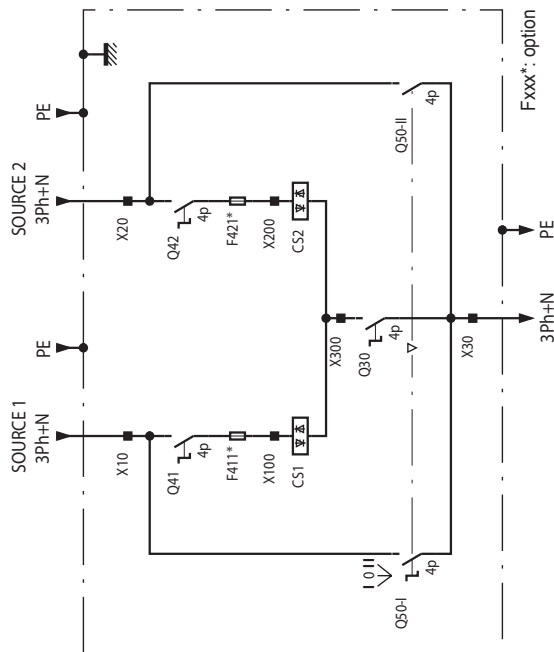 SOURCE 1
3Ph+N
PE
SOURCE 2
3Ph+N
PE
X10
X20
Q41
4p
Q42
4p
F411*
F421*
X100
X200
CS1
CS2
X300
Q30
4p
I 0 II
Q50-I
4p
Q50-II
4p
X30
3Ph+N
PE
Fxxx*: option